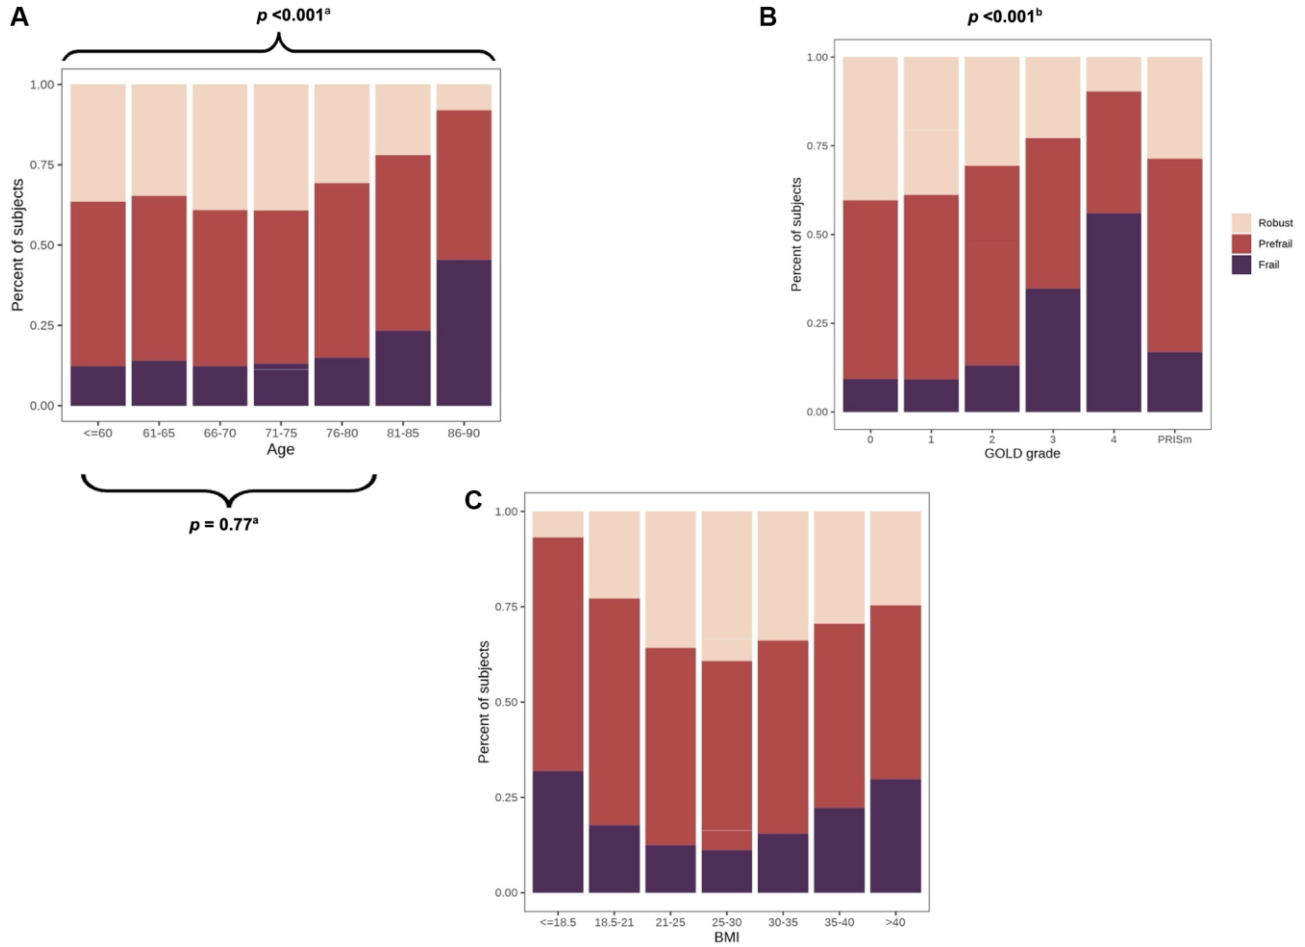 A
p <0.001ᵃ
Percent of subjects
1.00
0.75
0.50
0.25
0.00
<=60 61-65 66-70 71-75 76-80 81-85 86-90
Age
p = 0.77ᵃ
B
p <0.001ᵇ
Percent of subjects
1.00
0.75
0.50
0.25
0.00
0 1 2 3 4 PRISm
GOLD grade
Robust
Prefrail
Frail
C
Percent of subjects
1.00
0.75
0.50
0.25
0.00
<=18.5 18.5-21 21-25 25-30 30-35 35-40 >40
BMI